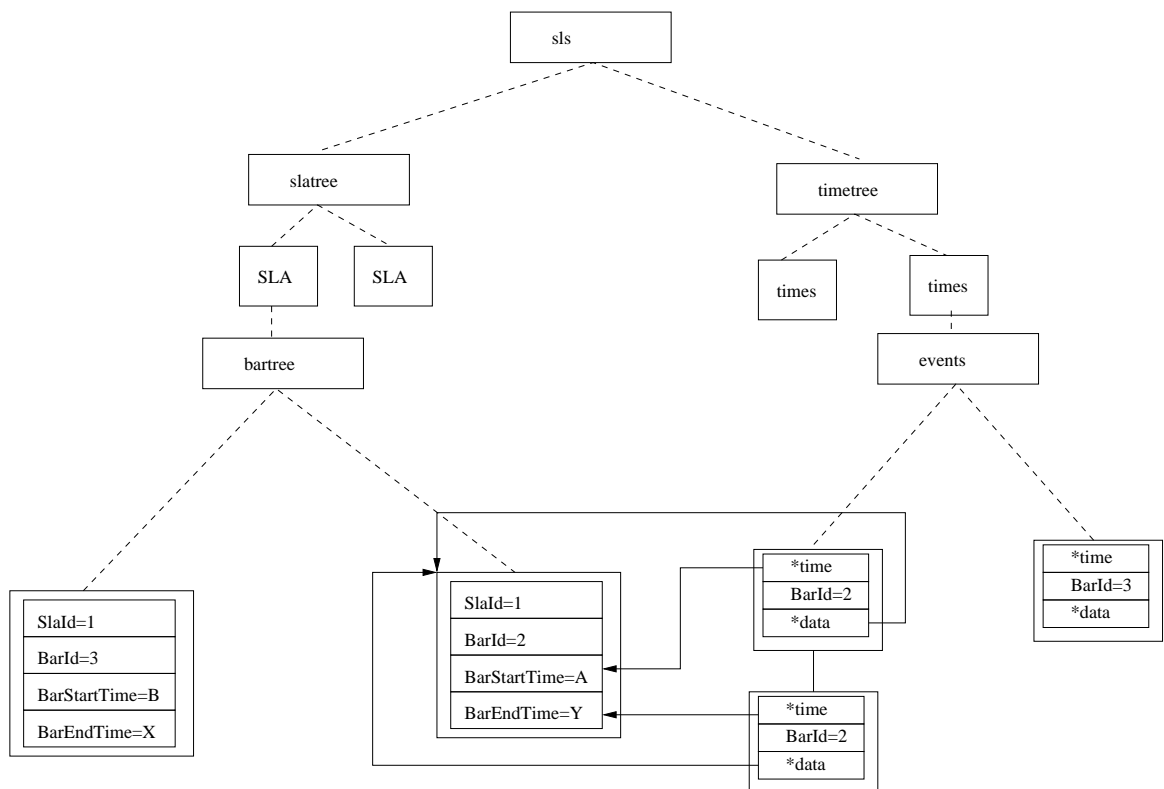 sls
slatree
timetree
SLA
SLA
times
times
bartree
events
SlaId=1
BarId=3
BarStartTime=B
BarEndTime=X
SlaId=1
BarId=2
BarStartTime=A
BarEndTime=Y
*time
BarId=2
*data
*time
BarId=2
*data
*time
BarId=3
*data